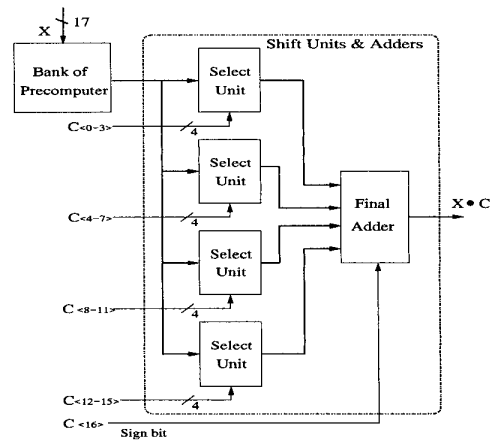 17
X
Shift Units & Adders
Bank of
Precomputer
Select
Unit
C<0-3>
4
Select
Unit
C<4-7>
4
Final
Adder
X • C
Select
Unit
C<8-11>
4
Select
Unit
C<12-15>
4
C<16>
Sign bit